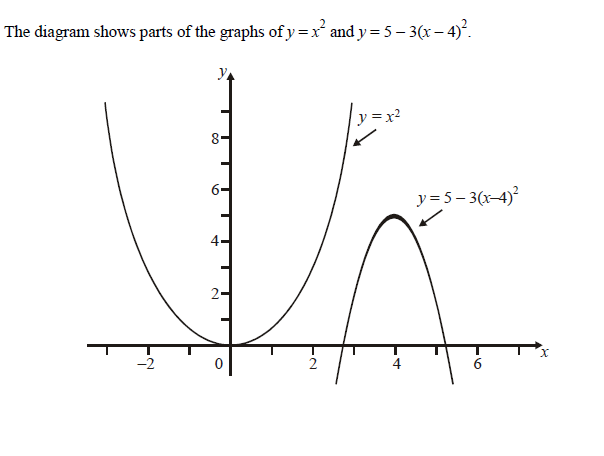 The diagram shows parts of the graphs of y = x² and y = 5 – 3(x – 4)².
y
y = x²
8
6
y = 5 – 3(x–4)²
4
2
–2
0
2
4
6
x